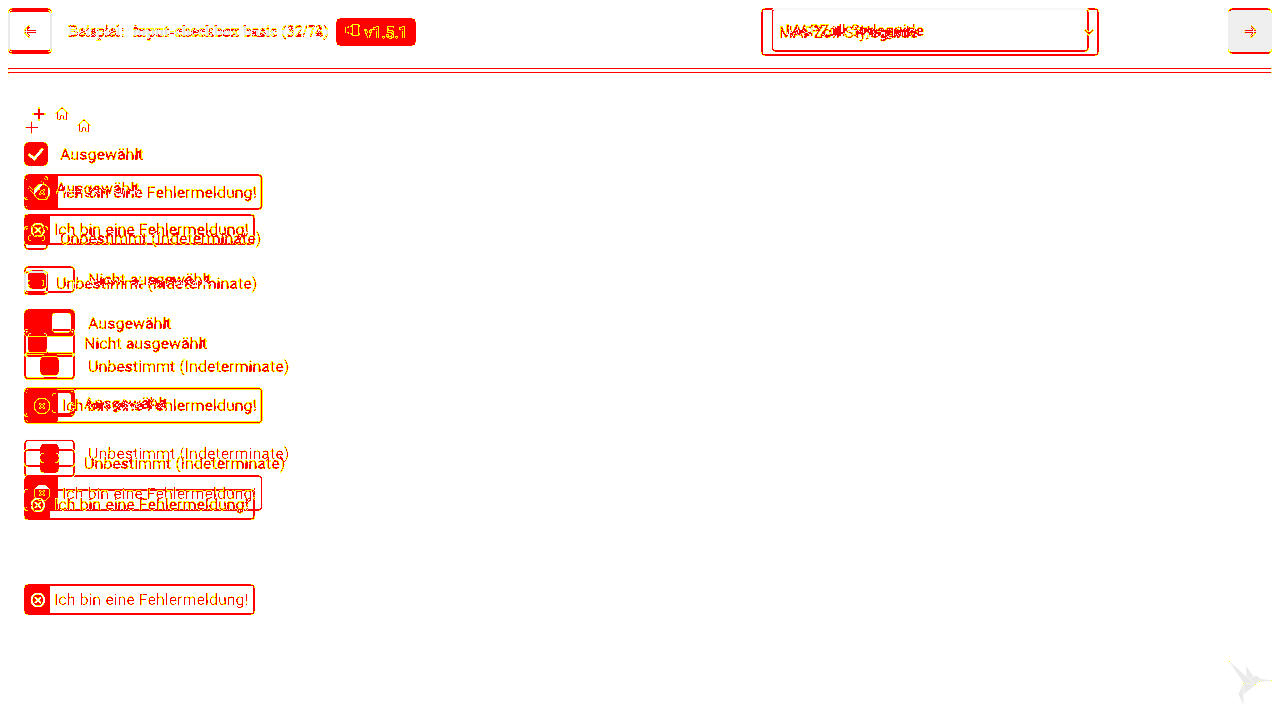 Beispiel: input-checkbox basic (32/72) v1.5.1
Ausgewählt
Ausgewählt
Ich bin eine Fehlermeldung!
Ich bin eine Fehlermeldung!
Unbestimmt (Indeterminate)
Nicht ausgewählt
Unbestimmt (Indeterminate)
Ausgewählt
Nicht ausgewählt
Unbestimmt (Indeterminate)
Ausgewählt
Ich bin eine Fehlermeldung!
Unbestimmt (Indeterminate)
Unbestimmt (Indeterminate)
Ich bin eine Fehlermeldung!
Ich bin eine Fehlermeldung!
Ich bin eine Fehlermeldung!